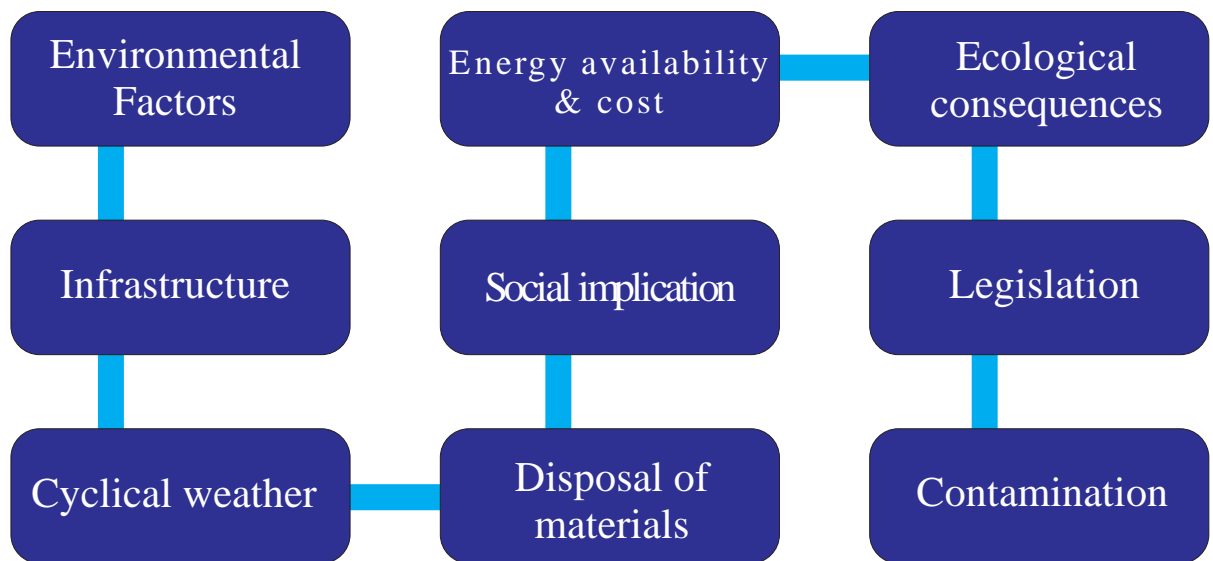 Environmental
Factors
Infrastructure
Cyclical weather
Disposal of
materials
Social implication
Energy availability
& cost
Ecological
consequences
Legislation
Contamination